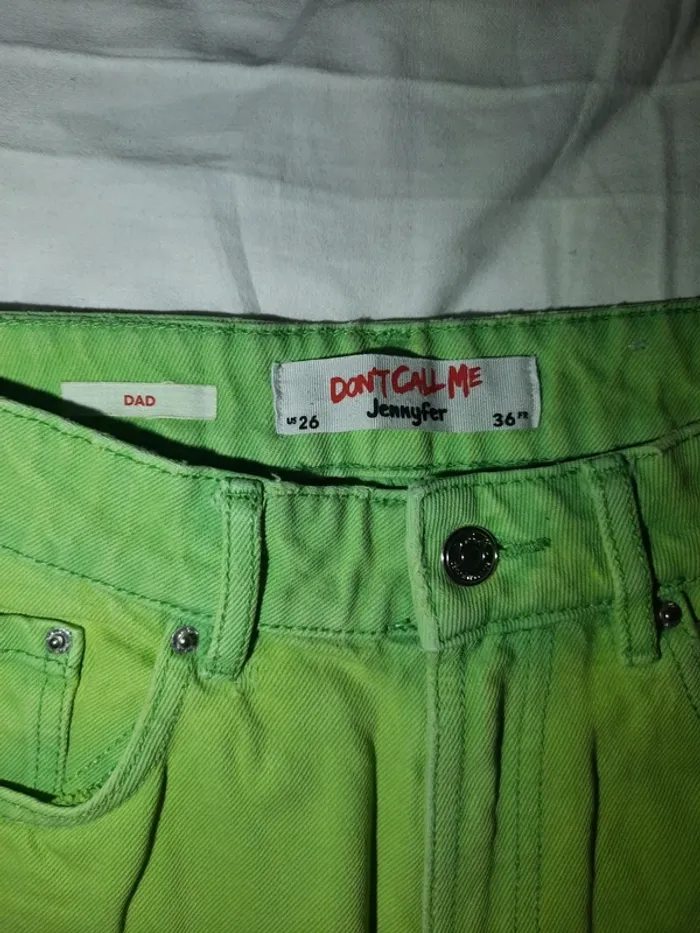 DAD
DON'T CALL ME
Jennyfer
US 26
36 FR